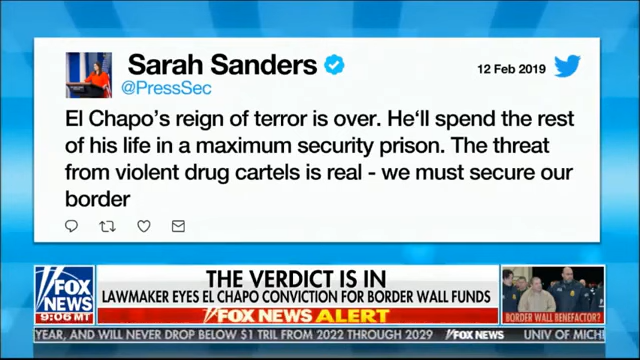 Sarah Sanders
@PressSec
12 Feb 2019
El Chapo's reign of terror is over. He'll spend the rest
of his life in a maximum security prison. The threat
from violent drug cartels is real - we must secure our
border
FOX
NEWS
9:06 MT
THE VERDICT IS IN
LAWMAKER EYES EL CHAPO CONVICTION FOR BORDER WALL FUNDS
FOX NEWS ALERT
BORDER WALL BENEFACTOR?
YEAR, AND WILL NEVER DROP BELOW $1 TRIL FROM 2022 THROUGH 2029 FOX NEWS UNIV OF MICHI